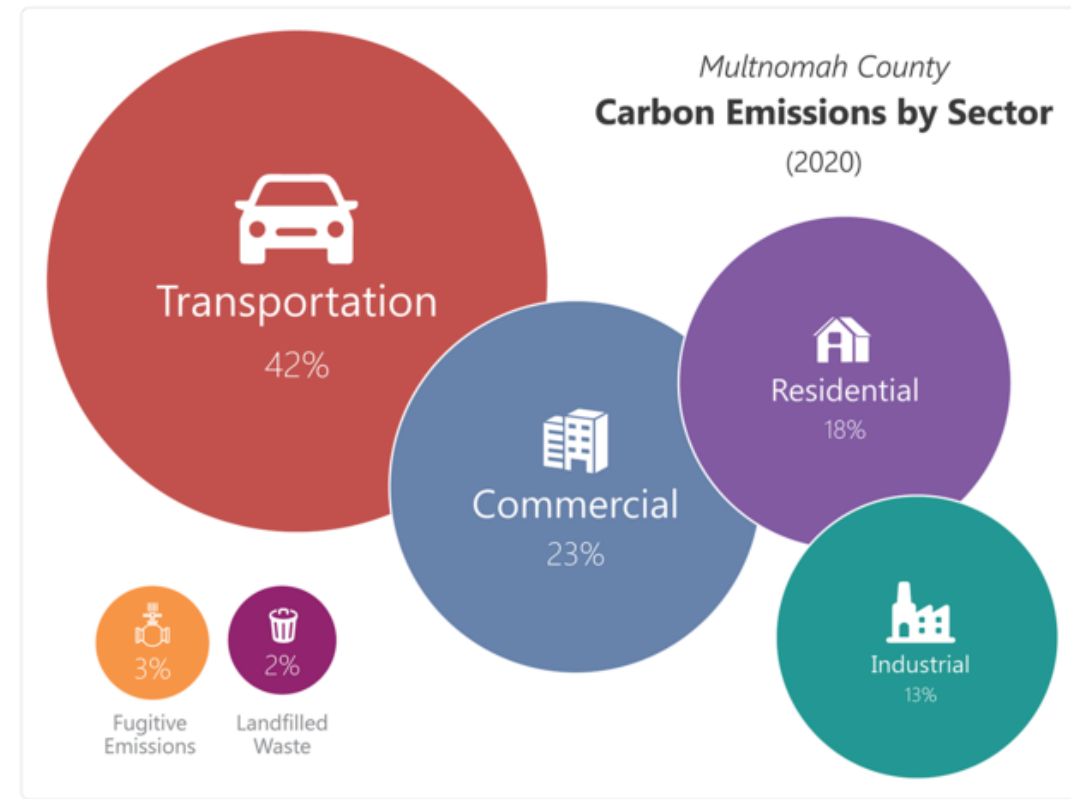 Multnomah County
Carbon Emissions by Sector
(2020)
Transportation
42%
Commercial
23%
Residential
18%
Industrial
13%
3%
Fugitive
Emissions
2%
Landfilled
Waste